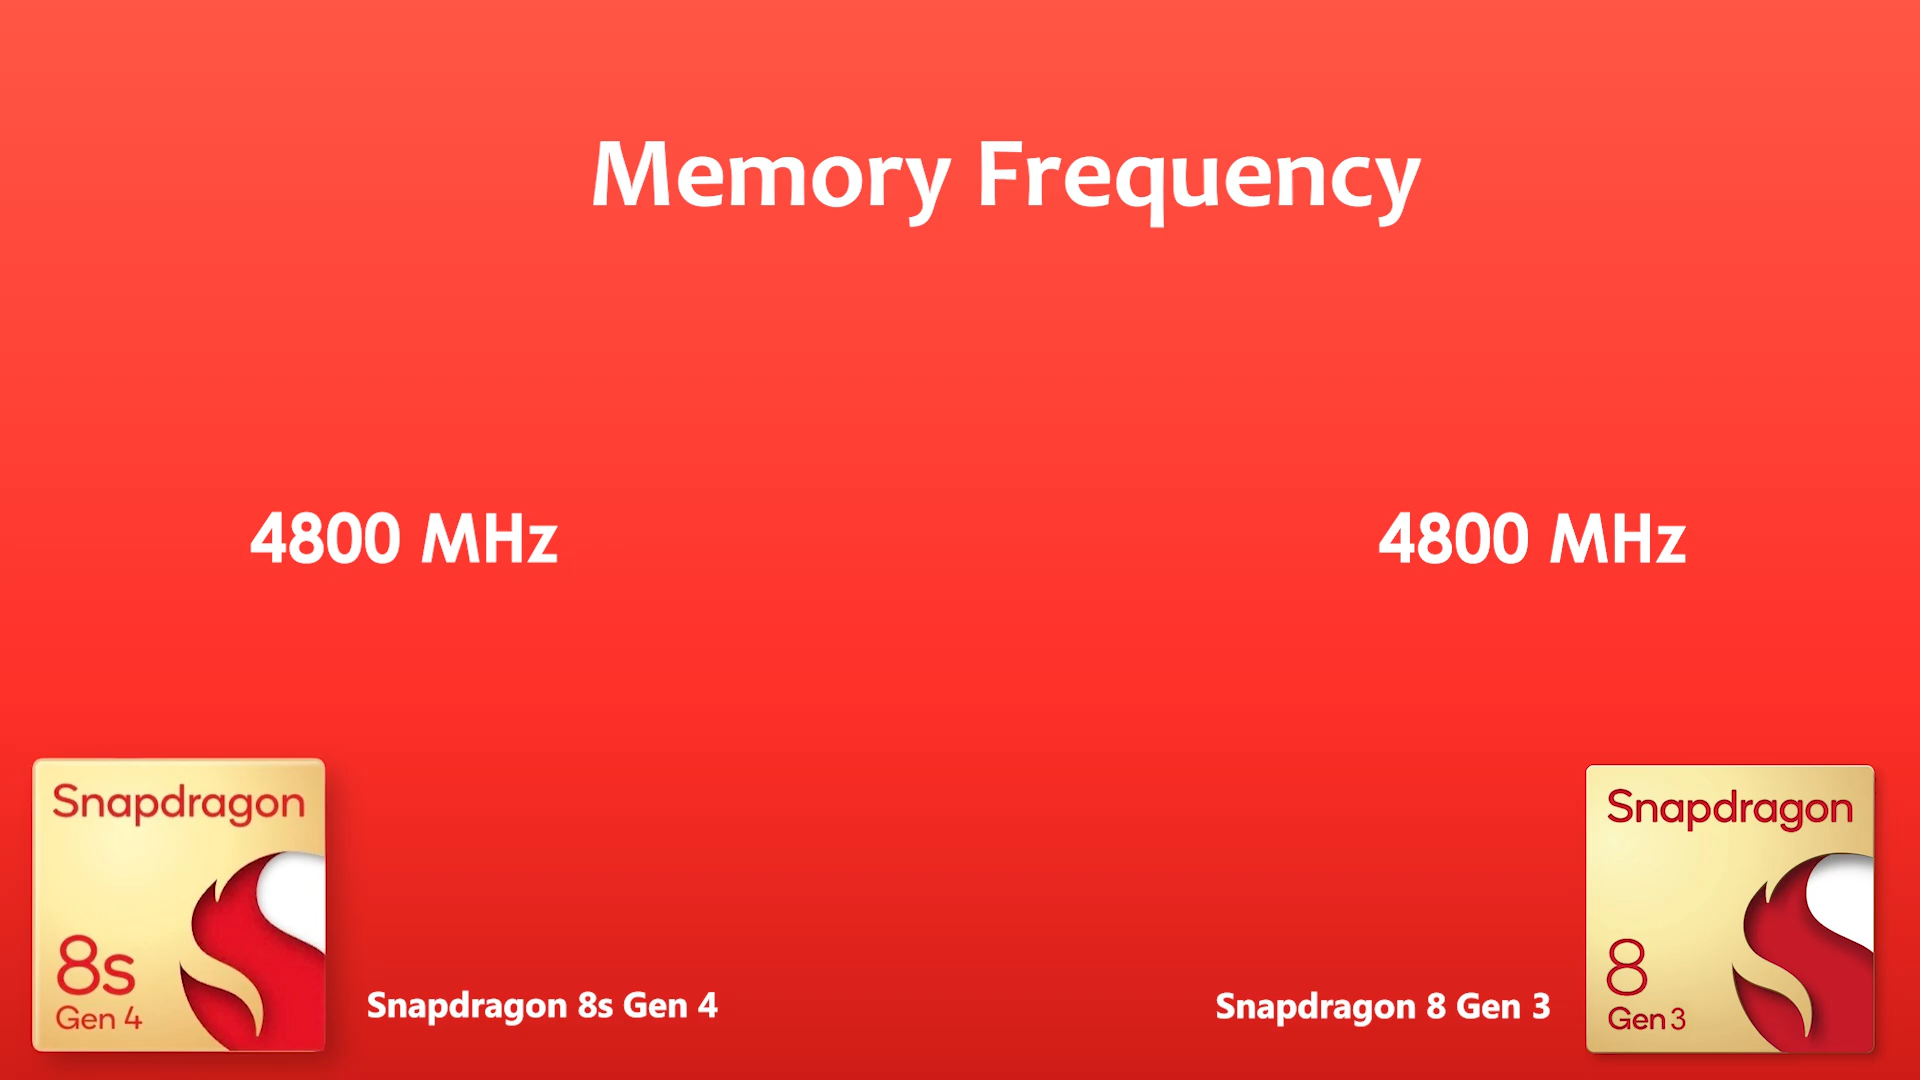 Memory Frequency
4800 MHz
4800 MHz
Snapdragon
8s
Gen 4
Snapdragon 8s Gen 4
Snapdragon 8 Gen 3
Snapdragon
8
Gen 3